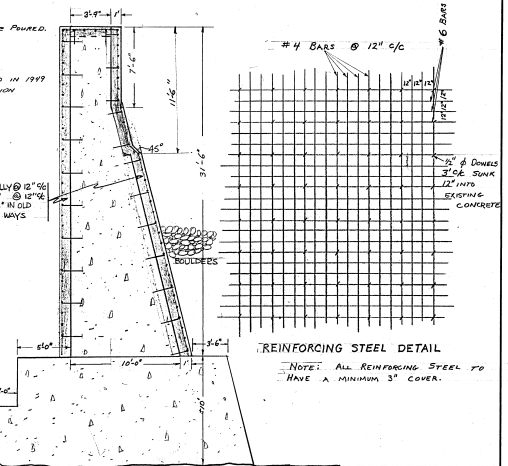 POURED.
IN 1949
3'-9"
1'
7'-6"
11'-6"
31'-6"
45°
@ 12" c/c
@ 12" c/c
" IN OLD
WAYS
BOULDERS
5'-0"
10'-0"
1'
3'-6"
#4 BARS @ 12" C/C
#6 BARS
12" 12" 12"
12" 12" 12"
½" ϕ DOWELS
3' C/C SUNK
12" INTO
EXISTING
CONCRETE
REINFORCING STEEL DETAIL
NOTE: ALL REINFORCING STEEL TO
HAVE A MINIMUM 3" COVER.